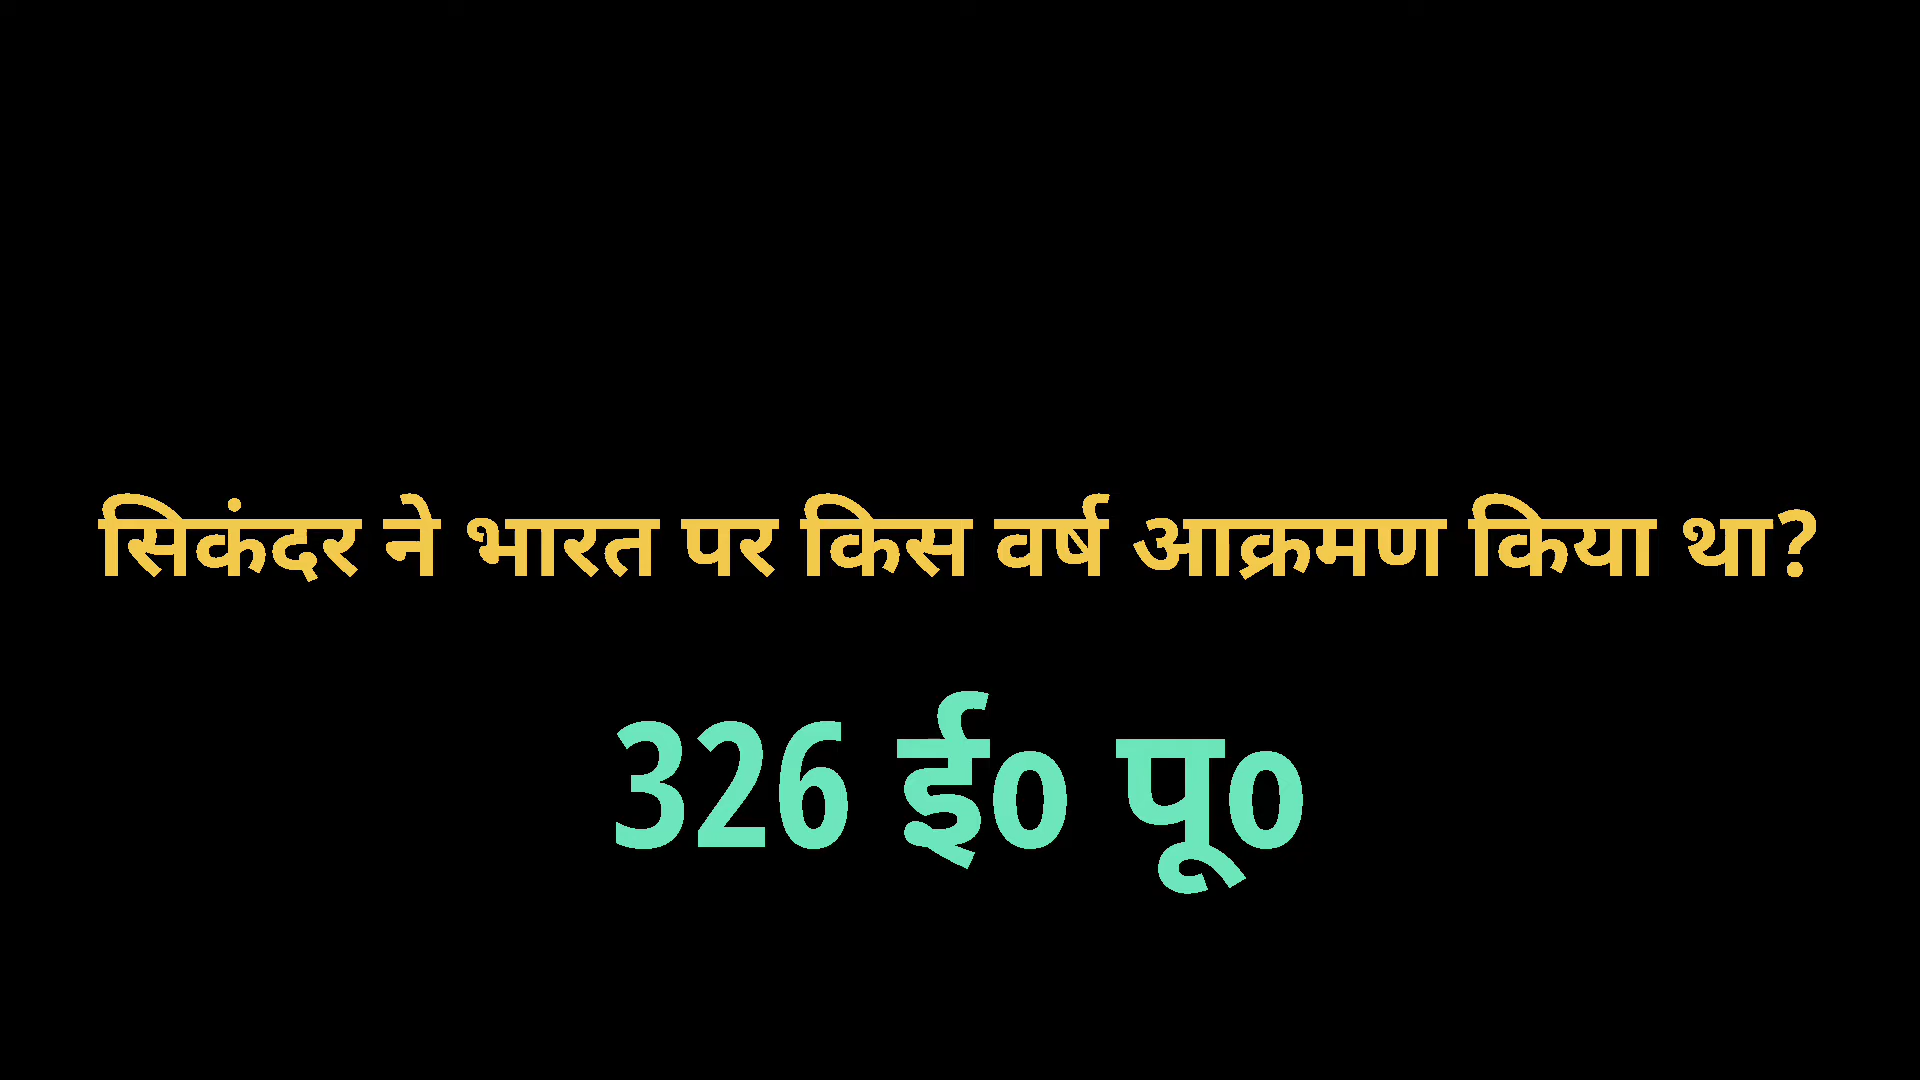 सिकंदर ने भारत पर किस वर्ष आक्रमण किया था?
326 ई० पू०